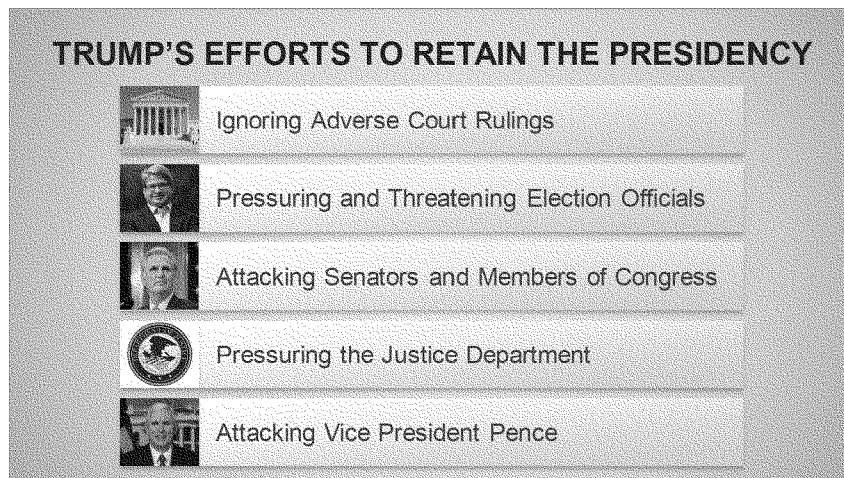 TRUMP'S EFFORTS TO RETAIN THE PRESIDENCY
Ignoring Adverse Court Rulings
Pressuring and Threatening Election Officials
Attacking Senators and Members of Congress
Pressuring the Justice Department
Attacking Vice President Pence